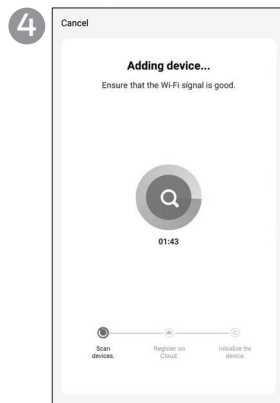 4
Cancel
Adding device...
Ensure that the Wi-Fi signal is good.
01:43
Scan
devices.
Register on
Cloud.
Initialize the
device.